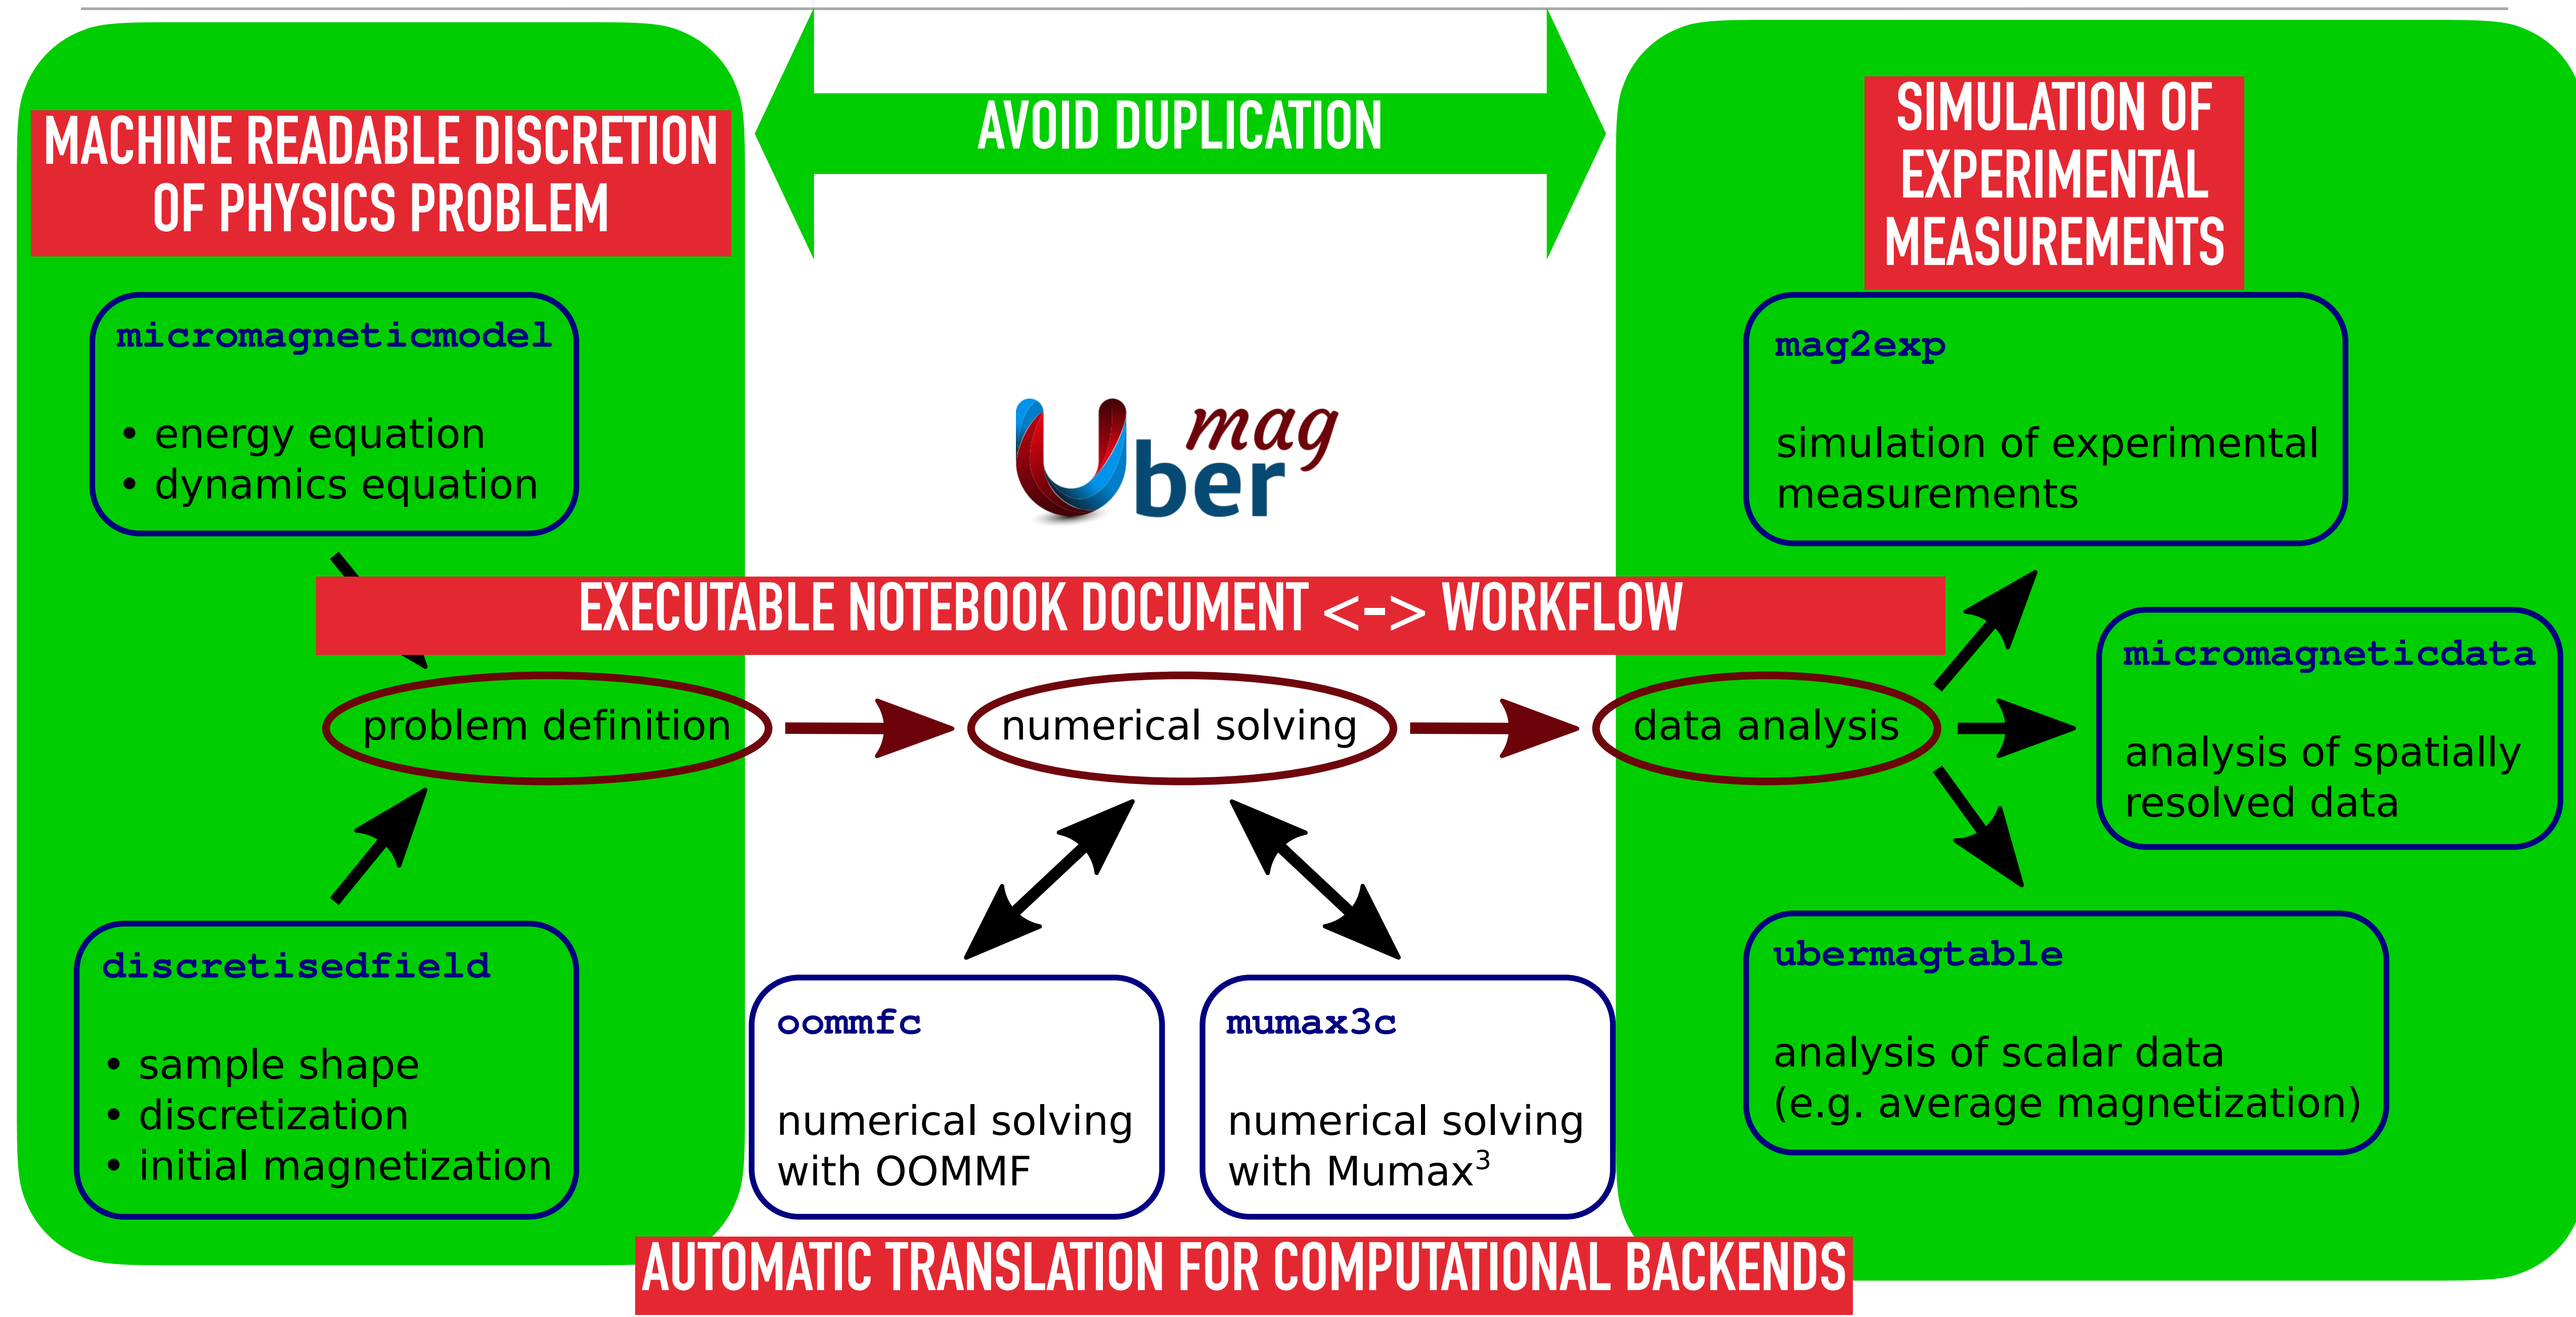 MACHINE READABLE DISCRETION
OF PHYSICS PROBLEM
AVOID DUPLICATION
SIMULATION OF
EXPERIMENTAL
MEASUREMENTS
micromagneticmodel
• energy equation
• dynamics equation
Uber mag
mag2exp
simulation of experimental
measurements
EXECUTABLE NOTEBOOK DOCUMENT <-> WORKFLOW
problem definition
numerical solving
data analysis
micromagneticdata
analysis of spatially
resolved data
discretisedfield
• sample shape
• discretization
• initial magnetization
oommfc
numerical solving
with OOMMF
mumax3c
numerical solving
with Mumax³
ubermagtable
analysis of scalar data
(e.g. average magnetization)
AUTOMATIC TRANSLATION FOR COMPUTATIONAL BACKENDS